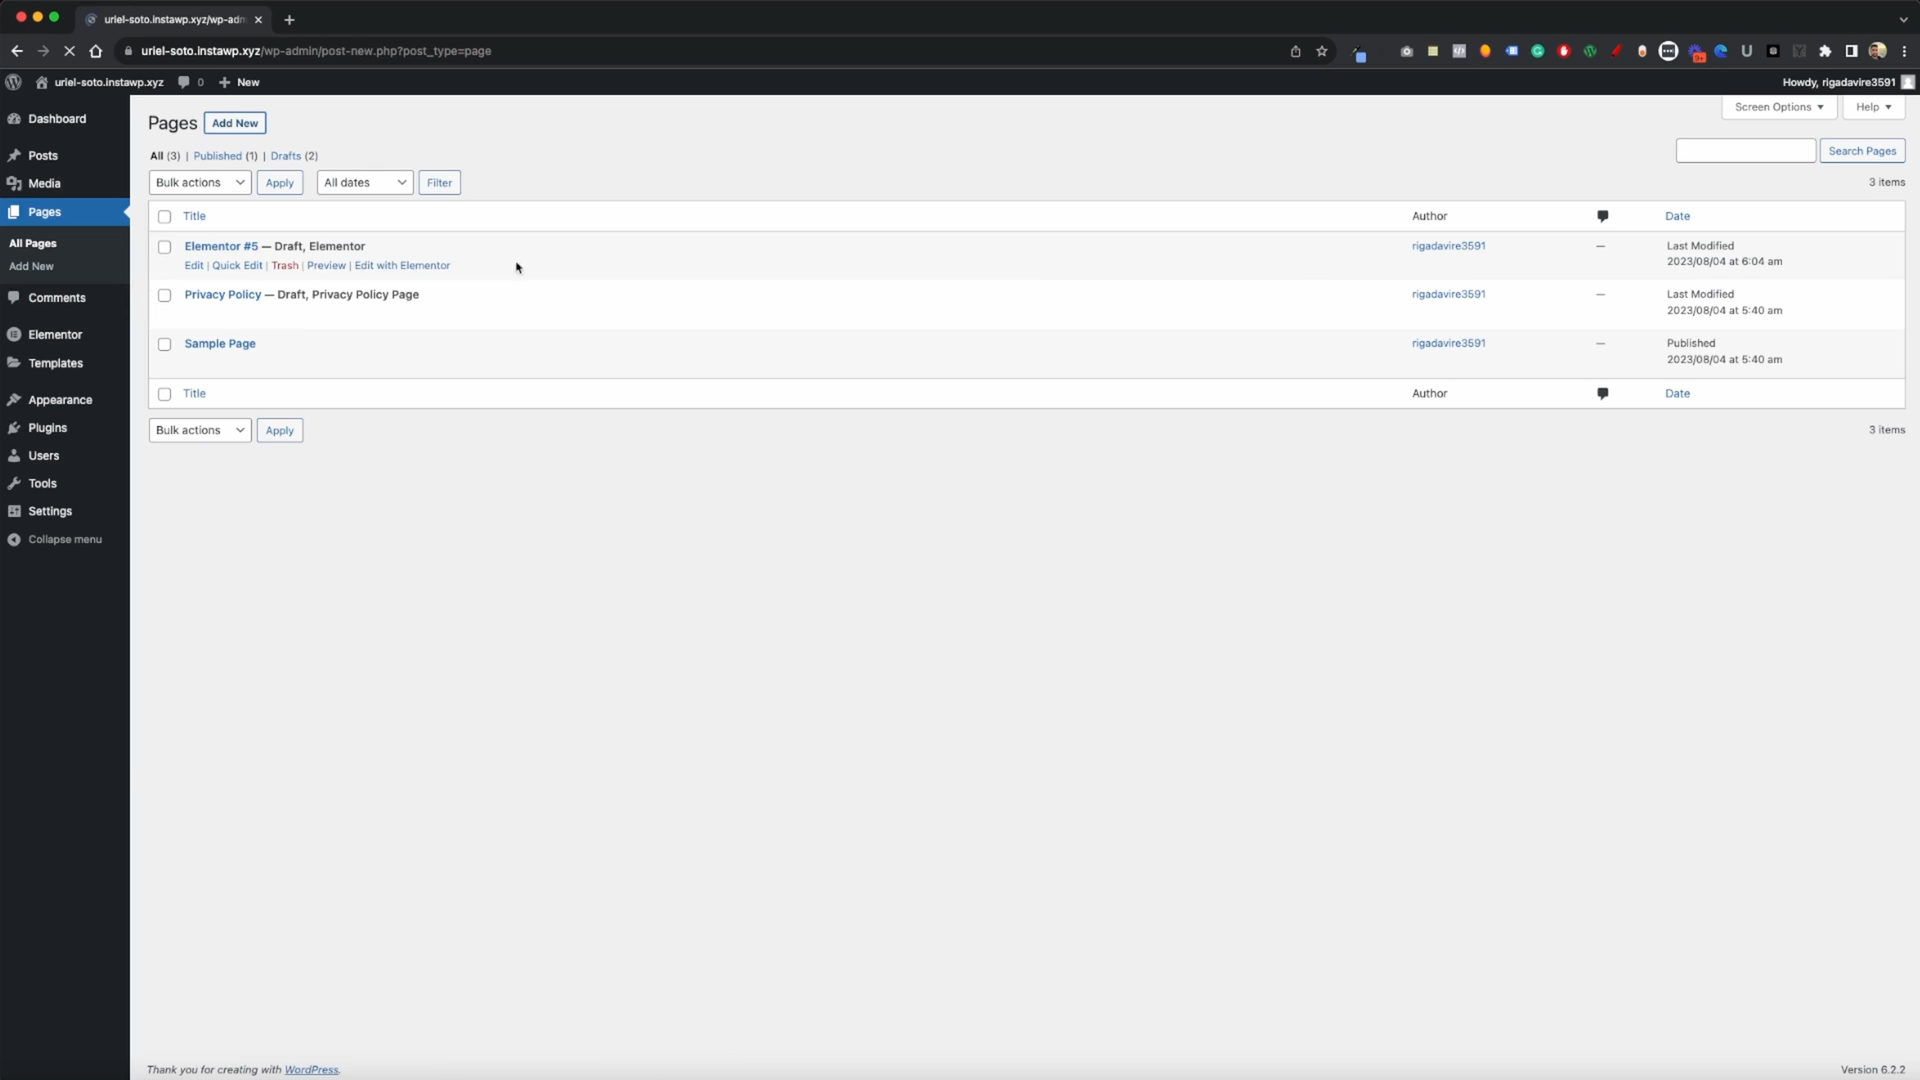 uriel-soto.instawp.xyz/wp-adn
uriel-soto.instawp.xyz/wp-admin/post-new.php?post_type=page
9+
uriel-soto.instawp.xyz 0 New Howdy, rigadavire3591
Screen Options Help
Pages Add New
Dashboard
Posts
Media
Pages
All Pages
Add New
Comments
Elementor
Templates
Appearance
Plugins
Users
Tools
Settings
Collapse menu
All (3) | Published (1) | Drafts (2)
Search Pages
Bulk actions Apply All dates Filter 3 items
Title Author Date
Elementor #5 — Draft, Elementor rigadavire3591 — Last Modified
Edit | Quick Edit | Trash | Preview | Edit with Elementor 2023/08/04 at 6:04 am
Privacy Policy — Draft, Privacy Policy Page rigadavire3591 — Last Modified
2023/08/04 at 5:40 am
Sample Page rigadavire3591 — Published
2023/08/04 at 5:40 am
Title Author Date
Bulk actions Apply 3 items
Thank you for creating with WordPress. Version 6.2.2